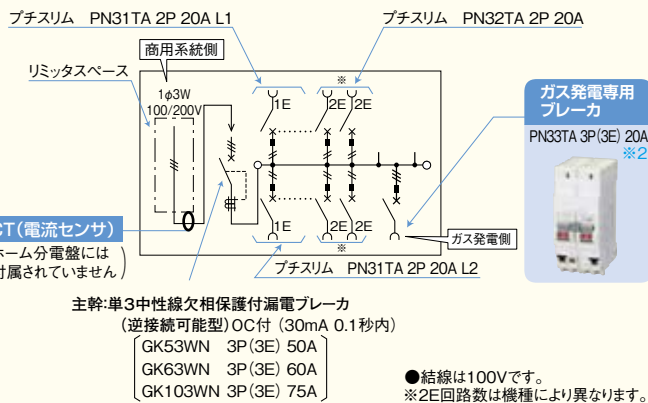 プチスリム PN31TA 2P 20A L1
プチスリム PN32TA 2P 20A
商用系統側
リミッタスペース
1φ3W
100/200V
※
1E
2E
2E
ガス発電専用
ブレーカ
PN33TA 3P(3E) 20A
※2
CT(電流センサ)
ホーム分電盤には
付属されていません)
1E
2E
2E
※
ガス発電側
プチスリム PN31TA 2P 20A L2
主幹:単3中性線欠相保護付漏電ブレーカ
(逆接続可能型)OC付 (30mA 0.1秒内)
GK53WN 3P(3E) 50A
GK63WN 3P(3E) 60A
GK103WN 3P(3E) 75A
●結線は100Vです。
※2E回路数は機種により異なります。